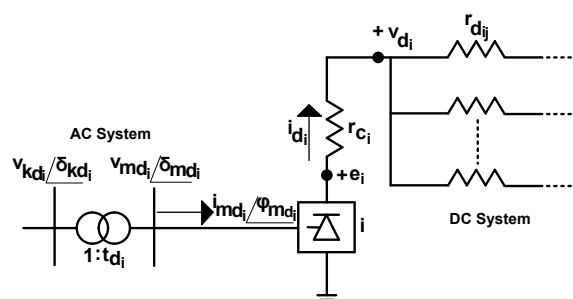 + v_{d_i}
r_{d_{ij}}
i_{d_i}
r_{c_i}
AC System
v_{kd_i}/δ_{kd_i}
v_{md_i}/δ_{md_i}
+e_i
i_{md_i}/φ_{md_i}
i
DC System
1:t_{d_i}